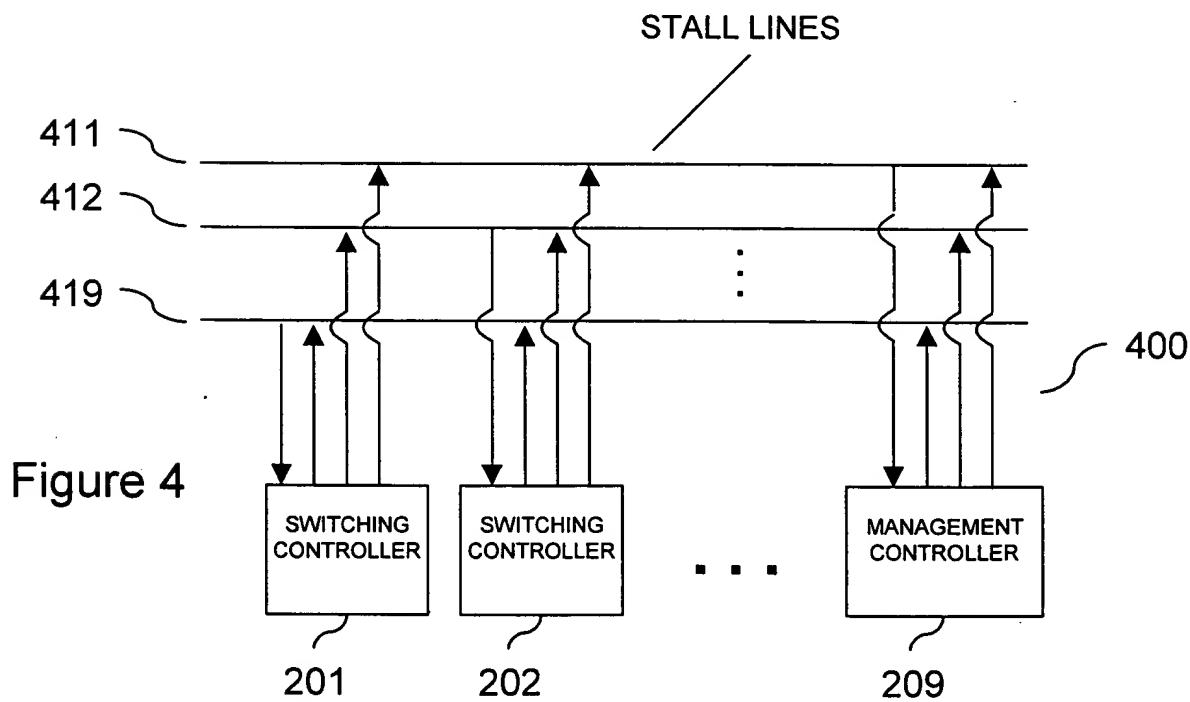 STALL LINES
411
412
419
400
Figure 4
SWITCHING
CONTROLLER
SWITCHING
CONTROLLER
MANAGEMENT
CONTROLLER
201
202
209